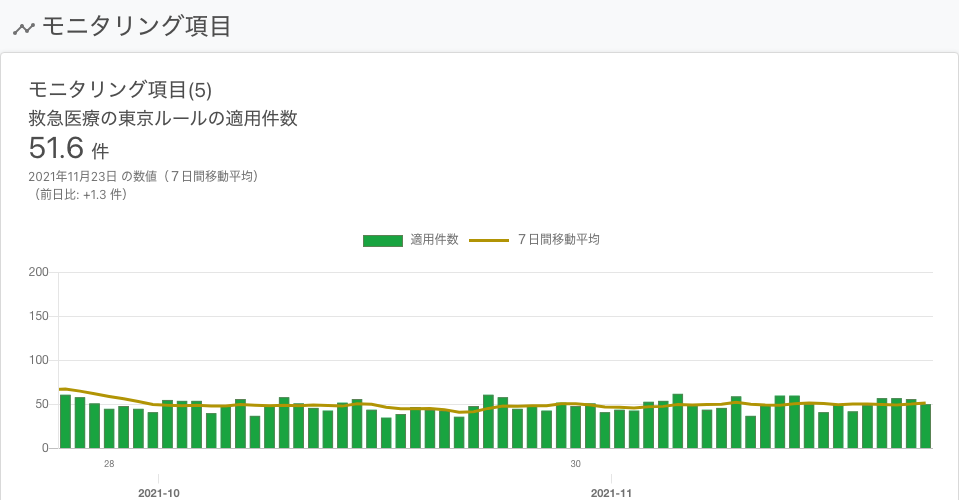 モニタリング項目
モニタリング項目(5)
救急医療の東京ルールの適用件数
51.6 件
2021年11月23日 の数値（７日間移動平均）
（前日比: +1.3 件）
適用件数 ７日間移動平均
200
150
100
50
0
28 30
2021-10 2021-11